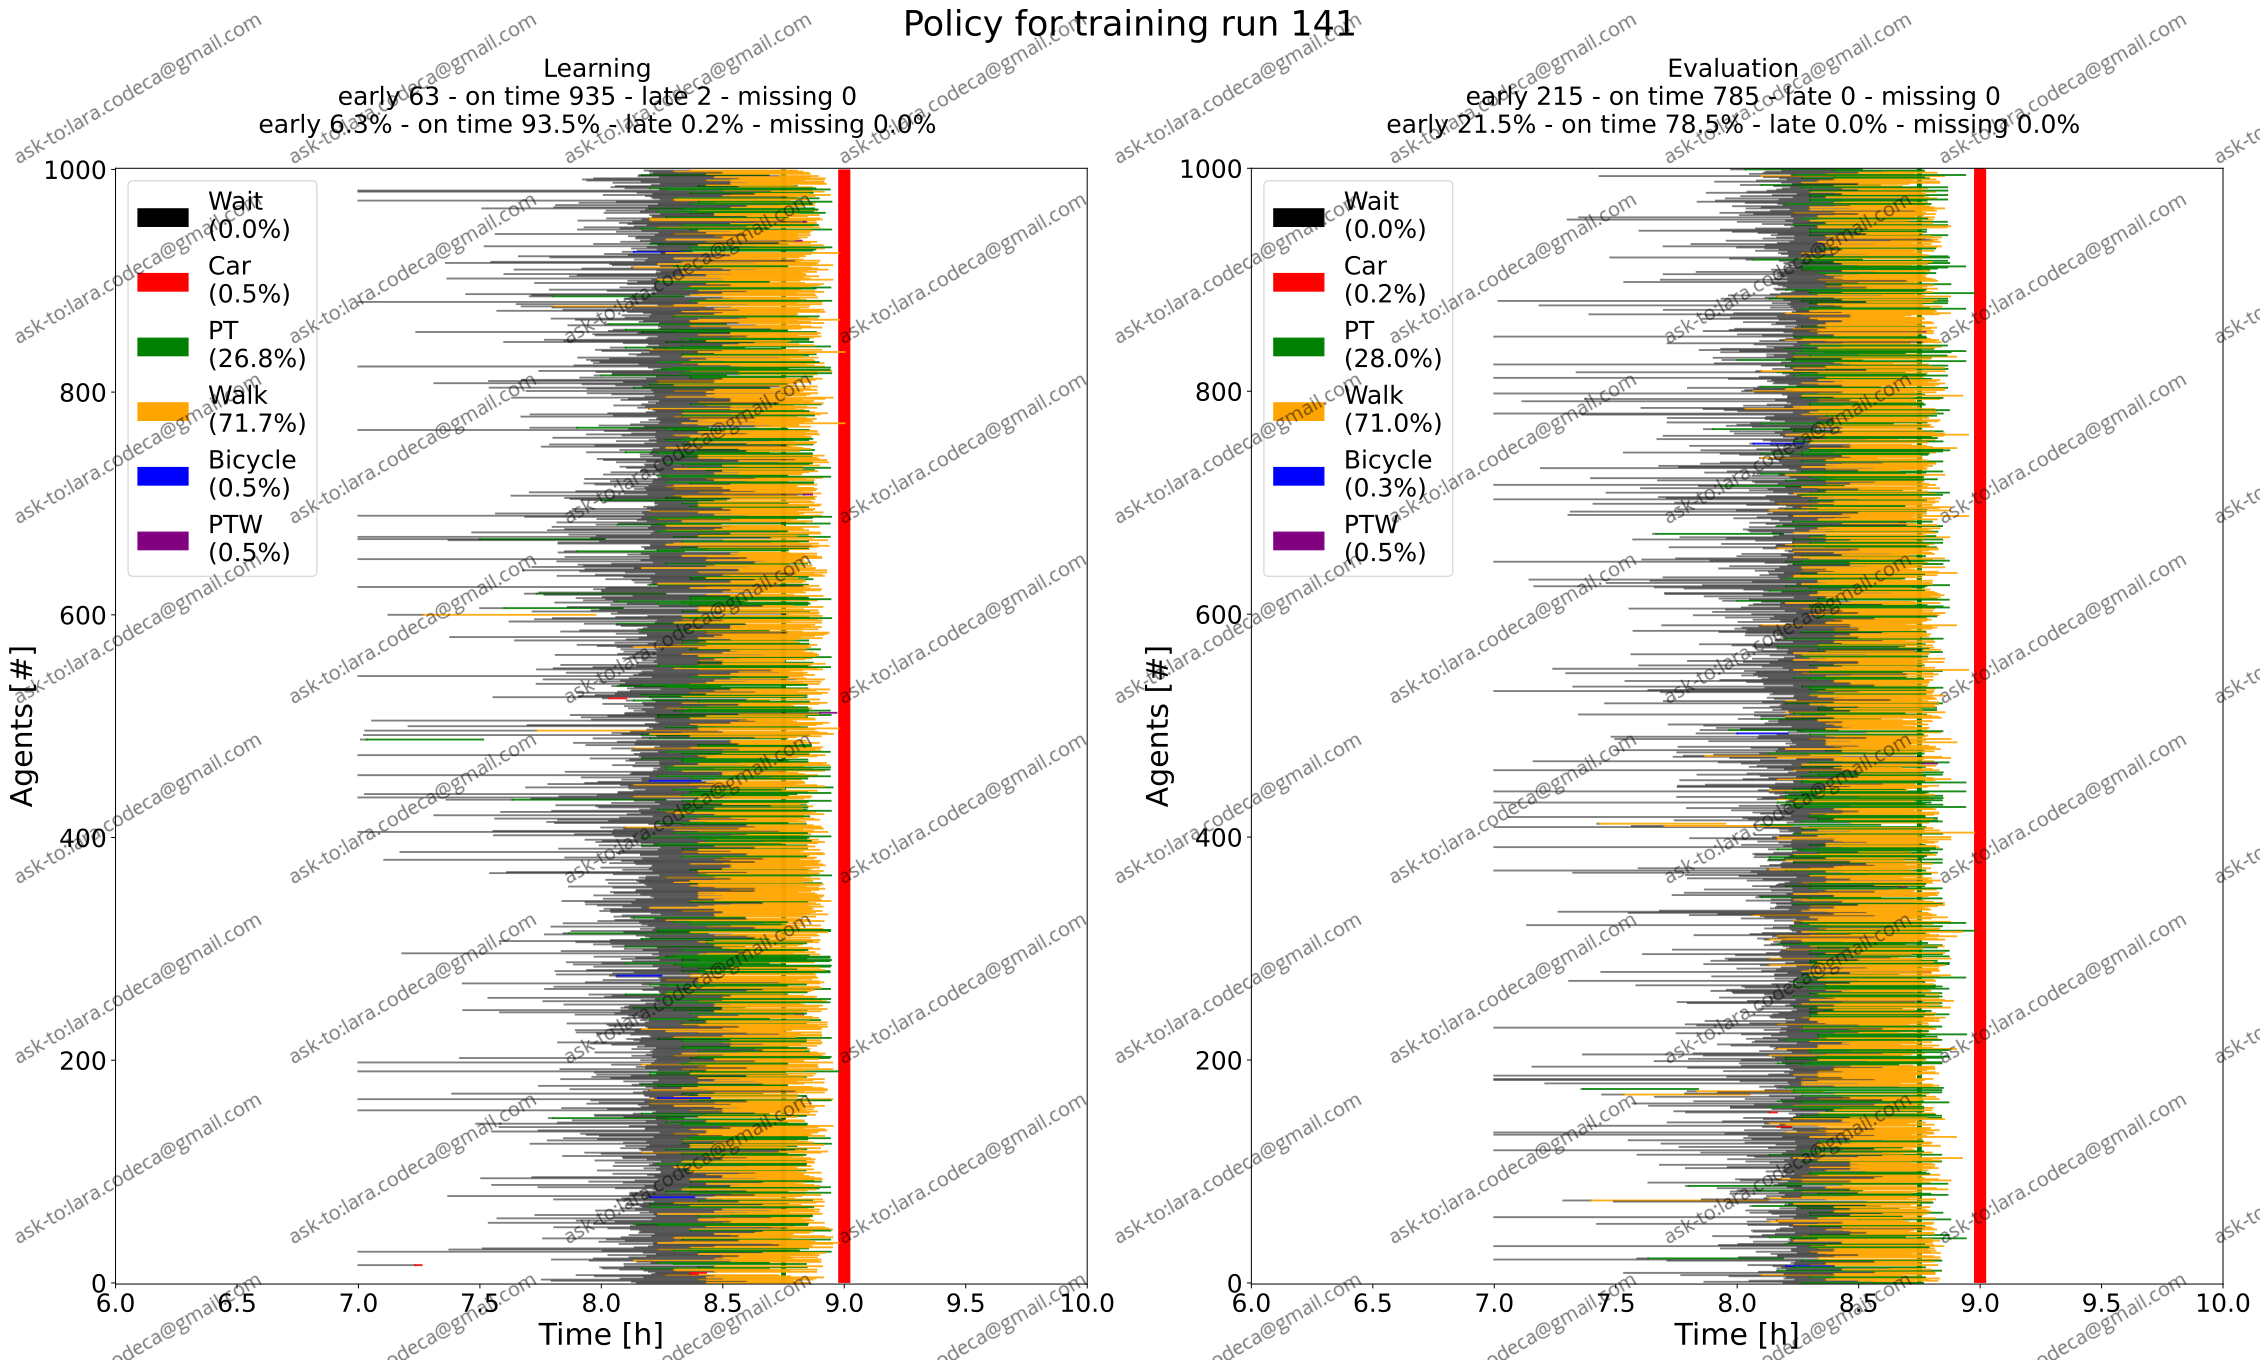 Policy for training run 141
Learning
early 63 - on time 935 - late 2 - missing 0
early 6.3% - on time 93.5% - late 0.2% - missing 0.0%
Evaluation
early 215 - on time 785 - late 0 - missing 0
early 21.5% - on time 78.5% - late 0.0% - missing 0.0%
Agents [#]
1000
800
600
400
200
0
Wait
(0.0%)
Car
(0.5%)
PT
(26.8%)
Walk
(71.7%)
Bicycle
(0.5%)
PTW
(0.5%)
6.0 6.5 7.0 7.5 8.0 8.5 9.0 9.5 10.0
Time [h]
Agents [#]
1000
800
600
400
200
0
Wait
(0.0%)
Car
(0.2%)
PT
(28.0%)
Walk
(71.0%)
Bicycle
(0.3%)
PTW
(0.5%)
6.0 6.5 7.0 7.5 8.0 8.5 9.0 9.5 10.0
Time [h]
ask-to:lara.codeca@gmail.com